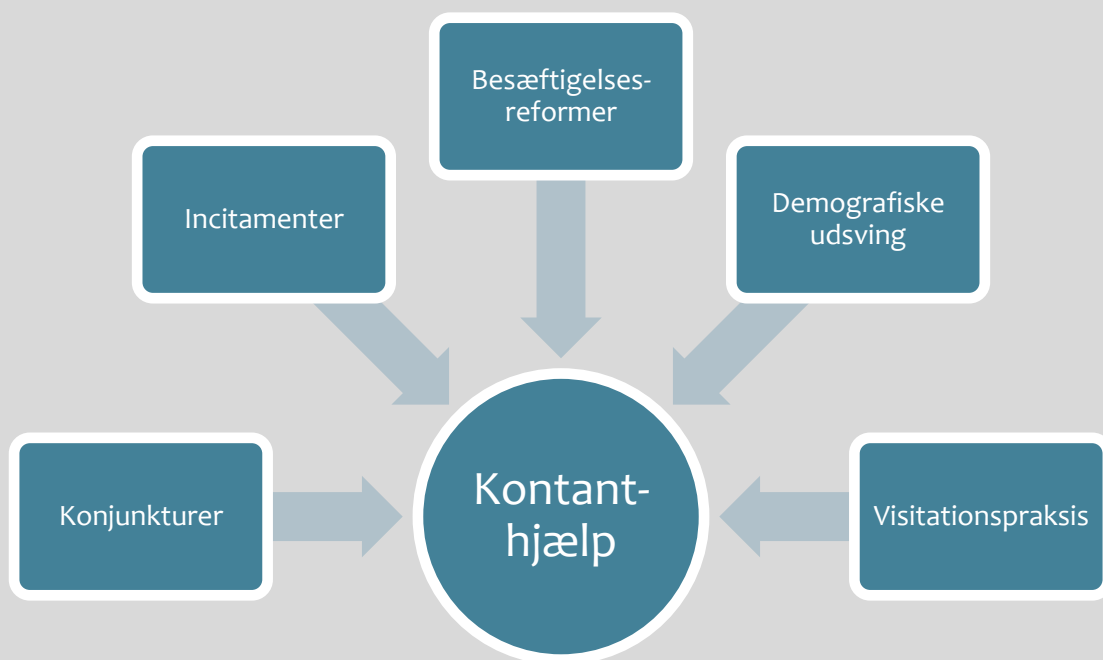 Besæftigelses-
reformer
Incitamenter
Demografiske
udsving
Konjunkturer
Kontant-
hjælp
Visitationspraksis